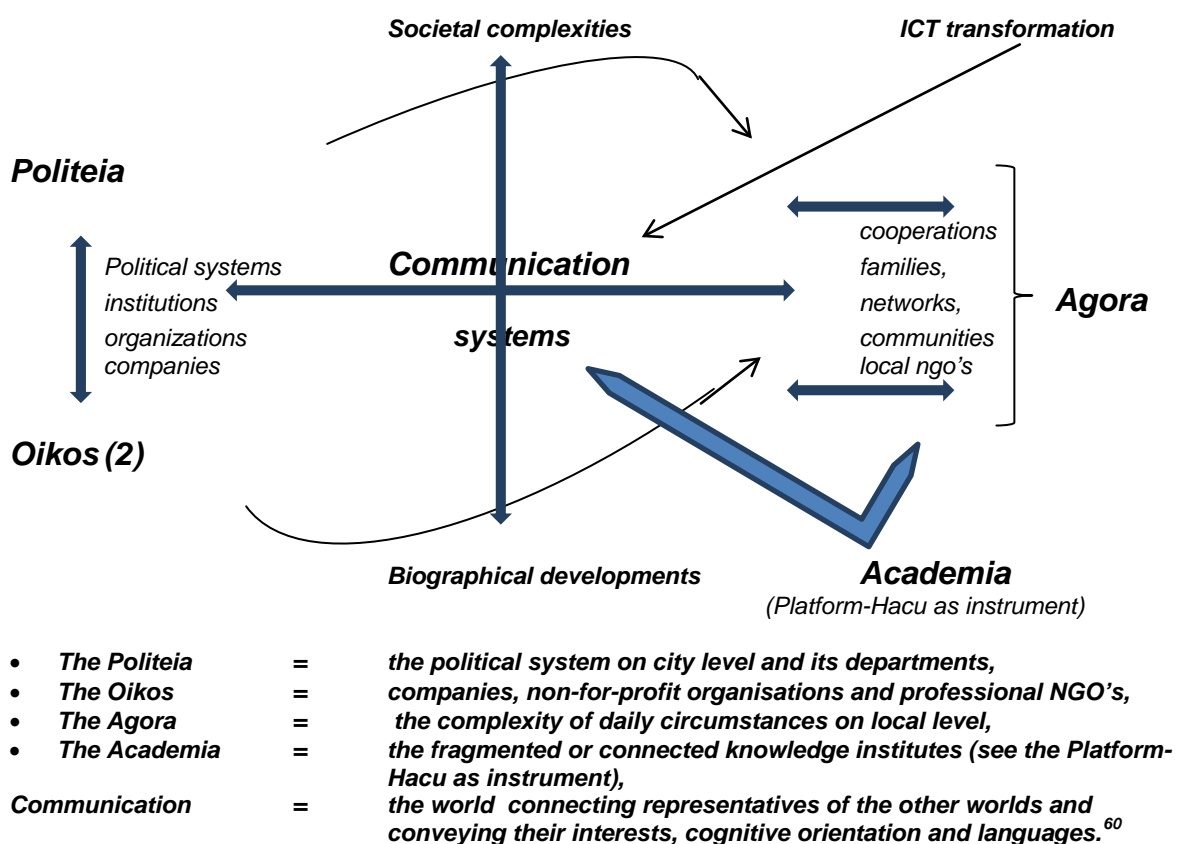 Societal complexities ICT transformation
Politeia
cooperations
Political systems Communication families,
institutions networks, Agora
organizations systems communities
companies local ngo's
Oikos (2)
Biographical developments Academia
(Platform-Hacu as instrument)
• The Politeia = the political system on city level and its departments,
• The Oikos = companies, non-for-profit organisations and professional NGO's,
• The Agora = the complexity of daily circumstances on local level,
• The Academia = the fragmented or connected knowledge institutes (see the Platform-
Hacu as instrument),
Communication = the world connecting representatives of the other worlds and
conveying their interests, cognitive orientation and languages.60